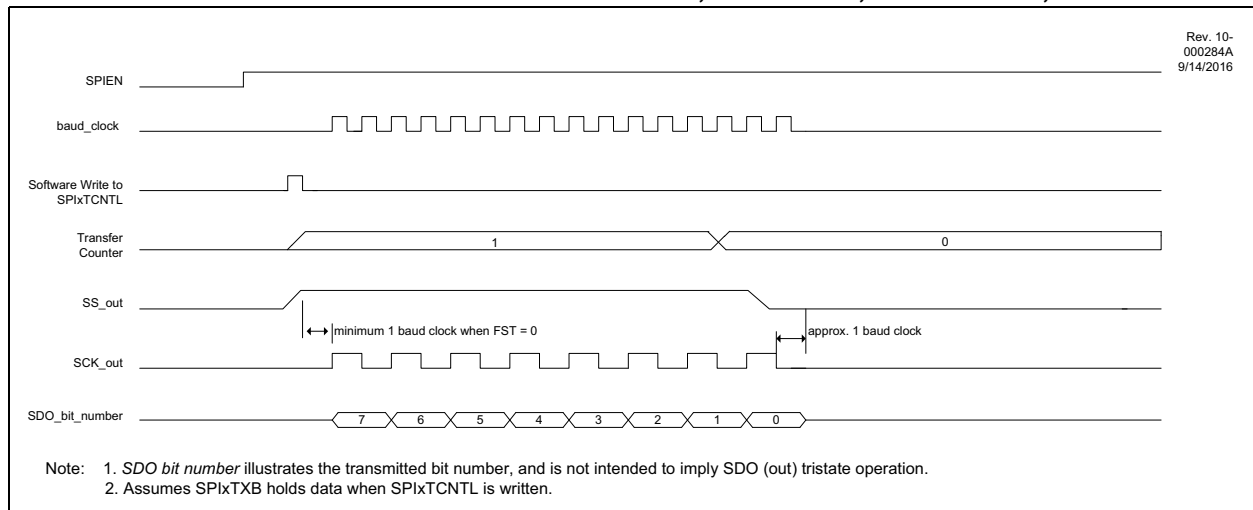 Rev. 10-
000284A
9/14/2016
SPIEN
baud_clock
Software Write to
SPIxTCNTL
Transfer
Counter
1
0
SS_out
minimum 1 baud clock when FST = 0
approx. 1 baud clock
SCK_out
SDO_bit_number
7
6
5
4
3
2
1
0
Note: 1. SDO bit number illustrates the transmitted bit number, and is not intended to imply SDO (out) tristate operation.
2. Assumes SPIxTXB holds data when SPIxTCNTL is written.